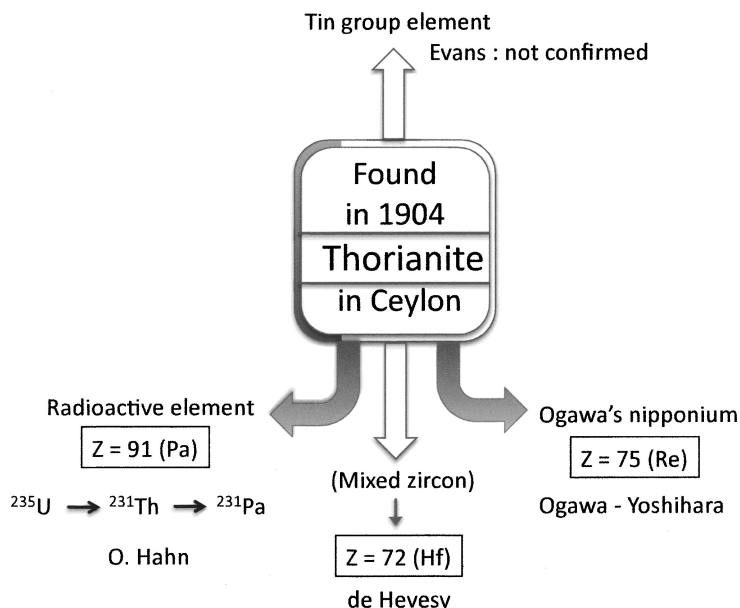 Tin group element
Evans : not confirmed
Found
in 1904
Thorianite
in Ceylon
Radioactive element
Z = 91 (Pa)
²³⁵U → ²³¹Th → ²³¹Pa
O. Hahn
(Mixed zircon)
Z = 72 (Hf)
de Hevesy
Ogawa's nipponium
Z = 75 (Re)
Ogawa - Yoshihara